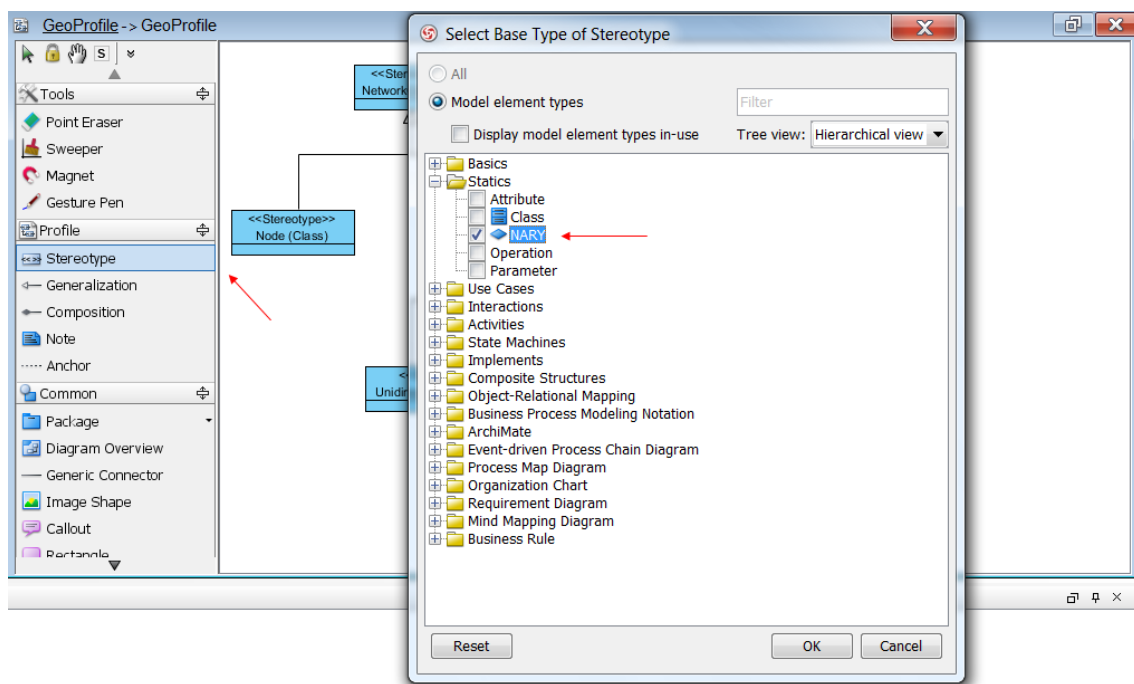 GeoProfile -> GeoProfile
S
Tools
Point Eraser
Sweeper
Magnet
Gesture Pen
Profile
Stereotype
Generalization
Composition
Note
Anchor
Common
Package
Diagram Overview
Generic Connector
Image Shape
Callout
Rectangle
<<Ster
Network
<<Stereotype>>
Node (Class)
<
Unidir
Select Base Type of Stereotype
All
Model element types
Filter
Display model element types in-use
Tree view: Hierarchical view
Basics
Statics
Attribute
Class
NARY
Operation
Parameter
Use Cases
Interactions
Activities
State Machines
Implements
Composite Structures
Object-Relational Mapping
Business Process Modeling Notation
ArchiMate
Event-driven Process Chain Diagram
Process Map Diagram
Organization Chart
Requirement Diagram
Mind Mapping Diagram
Business Rule
Reset
OK
Cancel